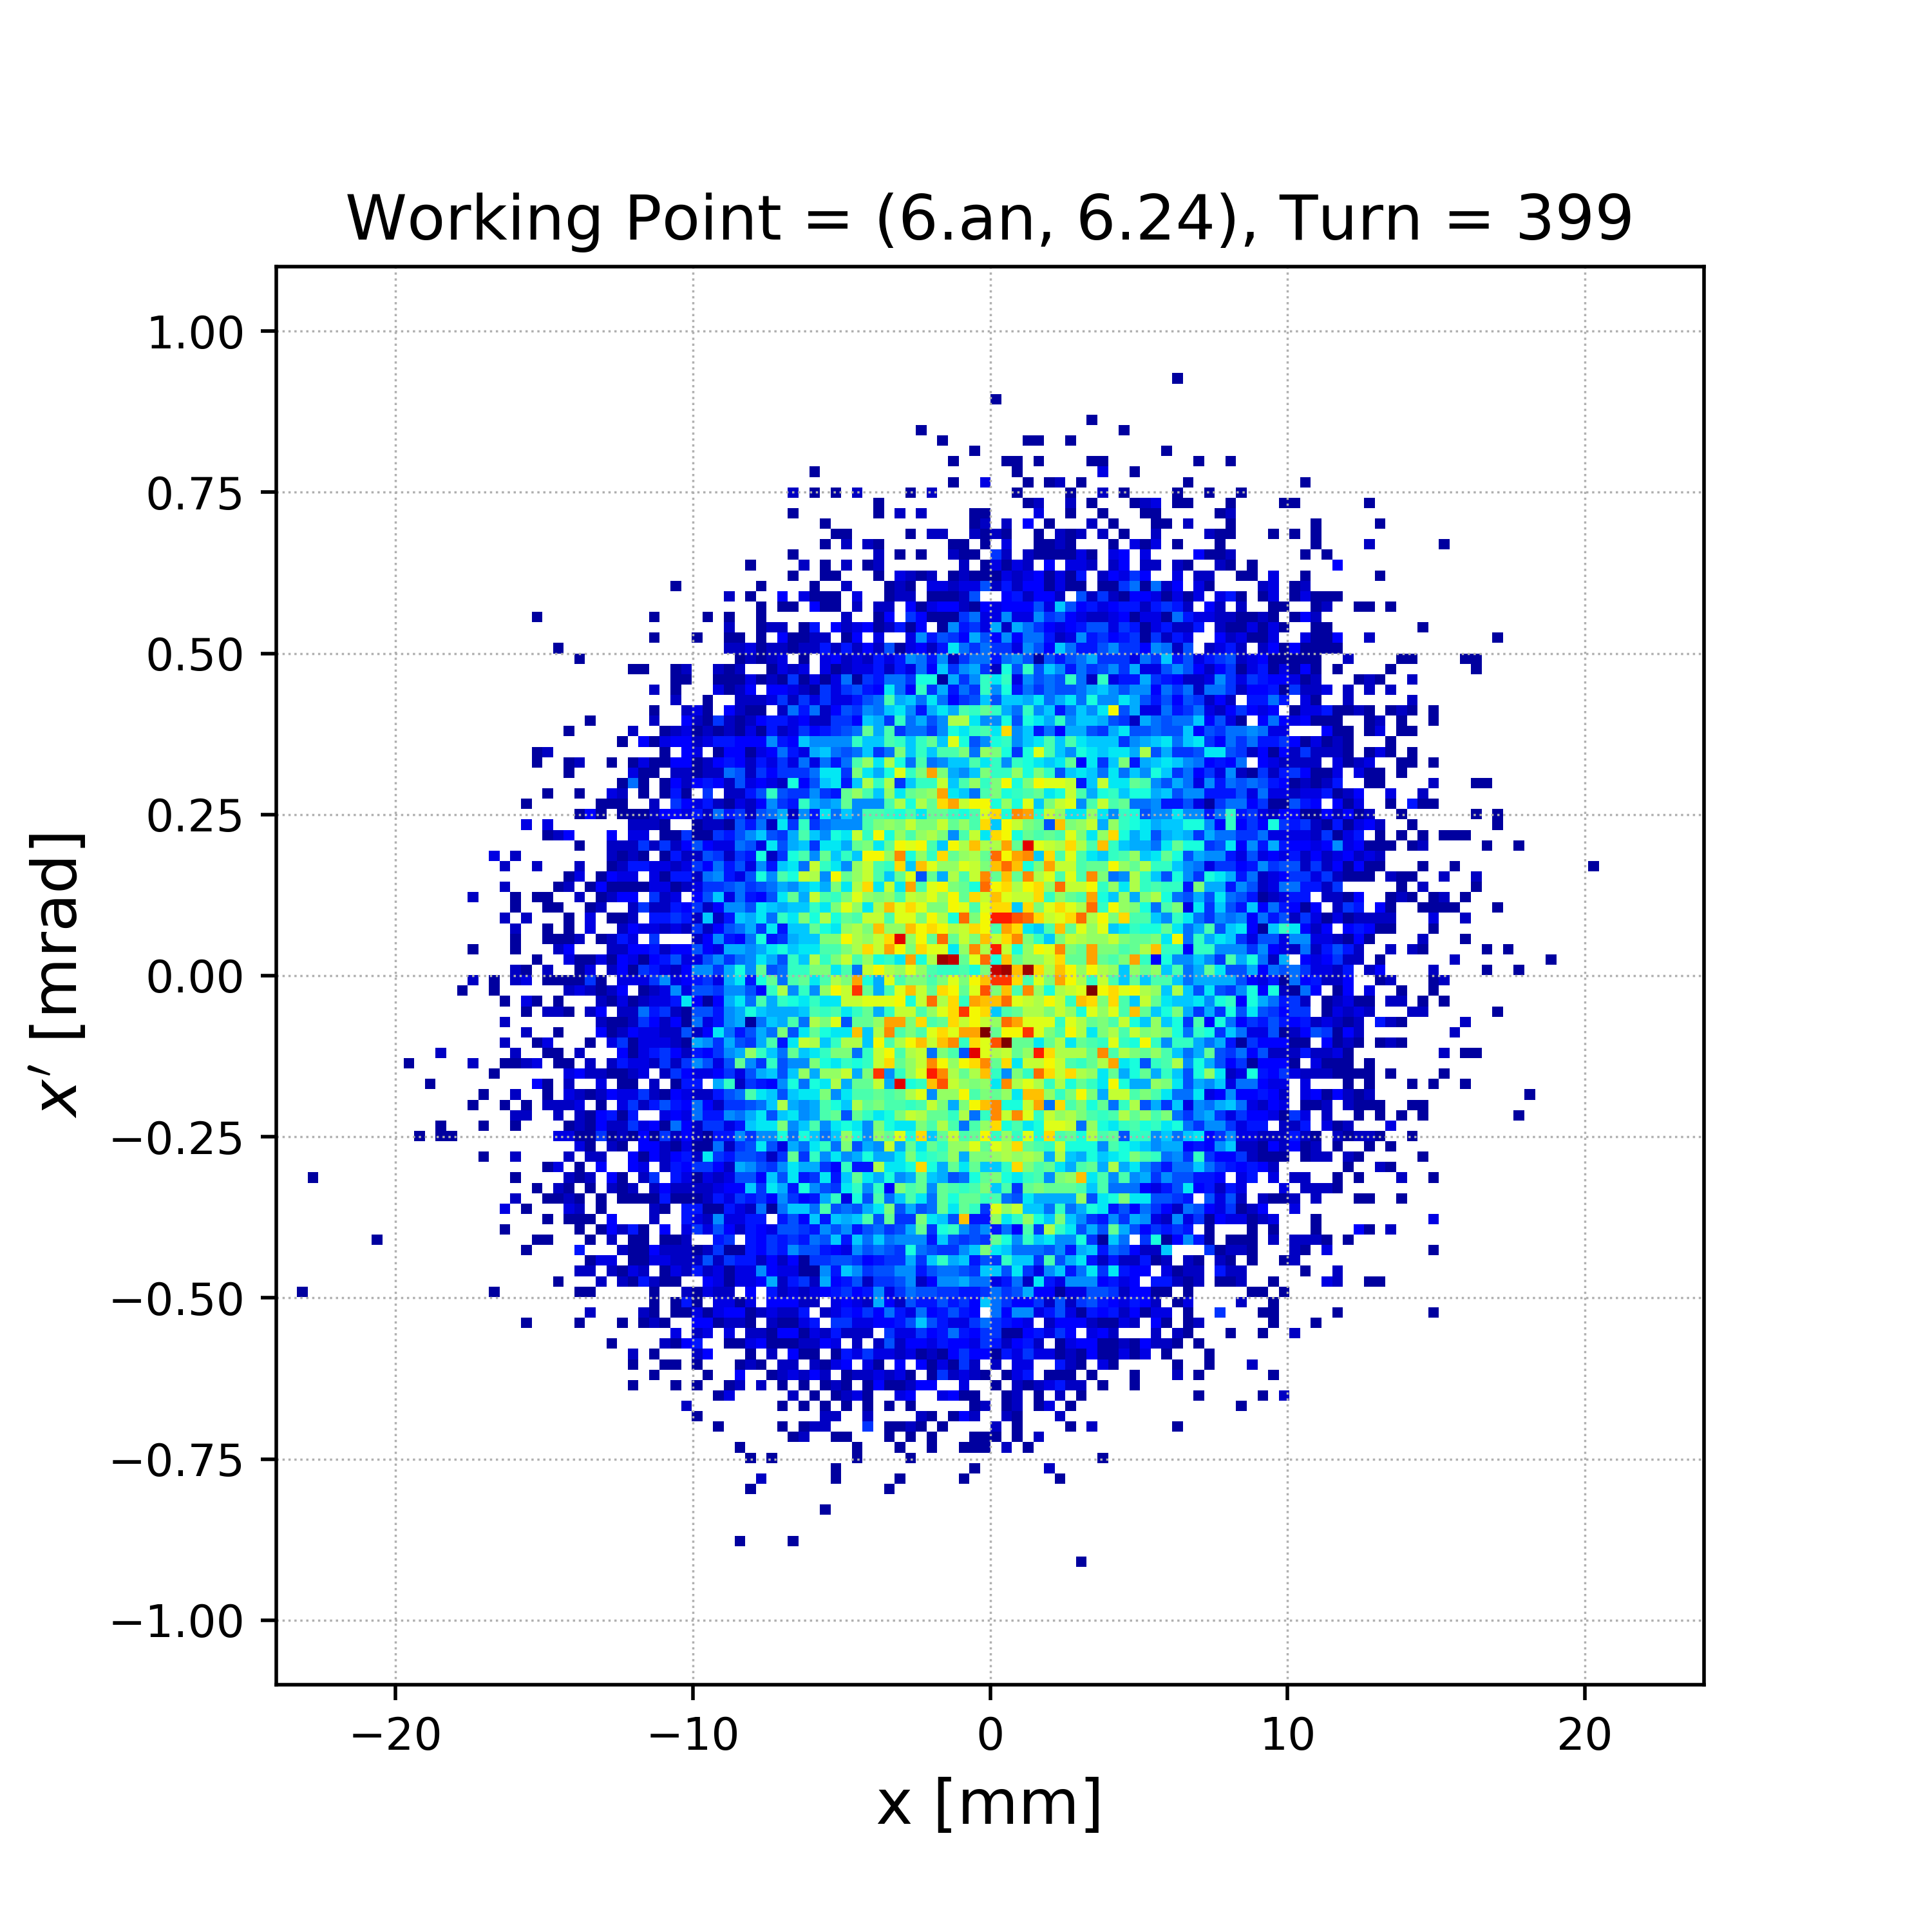 Working Point = (6.an, 6.24), Turn = 399
1.00
0.75
0.50
0.25
0.00
−0.25
−0.50
−0.75
−1.00
x′ [mrad]
−20 −10 0 10 20
x [mm]